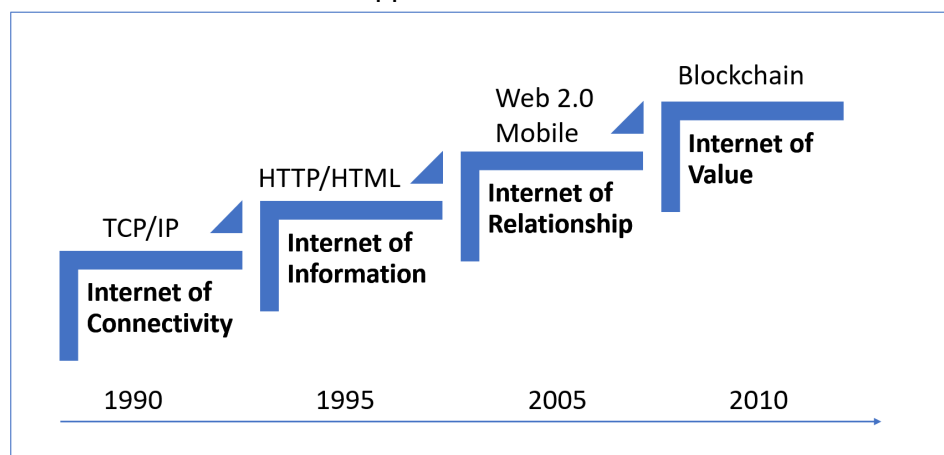 TCP/IP
Internet of
Connectivity
HTTP/HTML
Internet of
Information
Web 2.0
Mobile
Internet of
Relationship
Blockchain
Internet of
Value
1990
1995
2005
2010